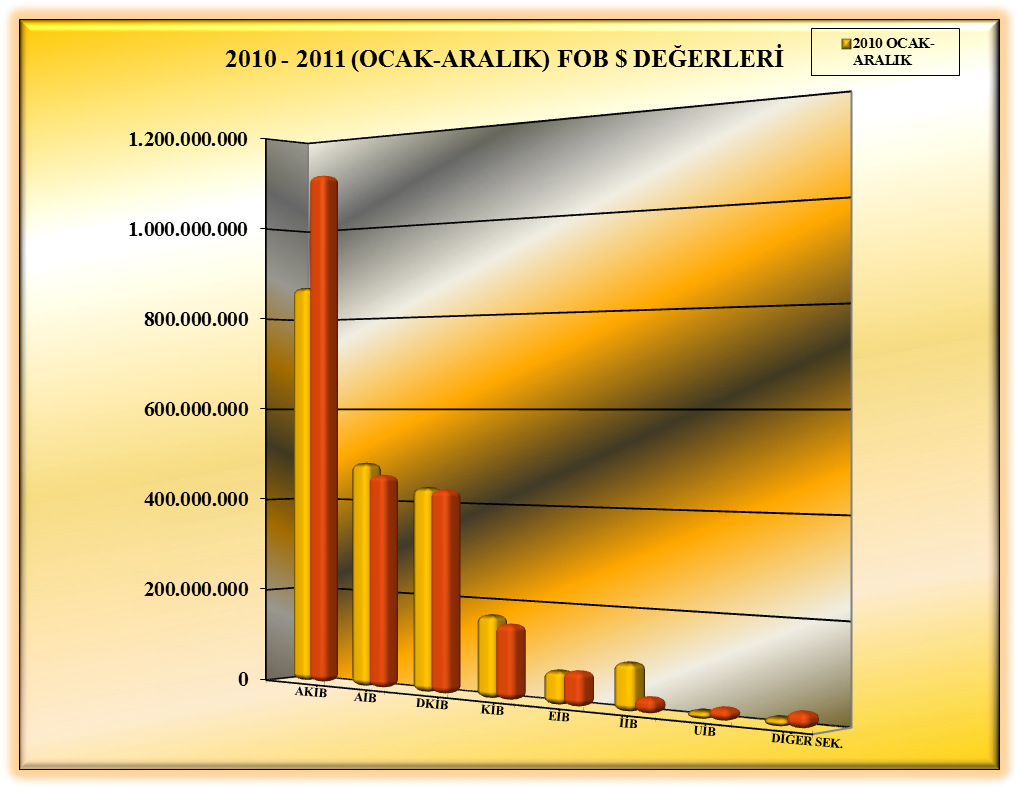 2010 - 2011 (OCAK-ARALIK) FOB $ DEĞERLERİ
2010 OCAK-
ARALIK
1.200.000.000
1.000.000.000
800.000.000
600.000.000
400.000.000
200.000.000
0
AKİB
AİB
DKİB
KİB
EİB
İİB
UİB
DİĞER SEK.